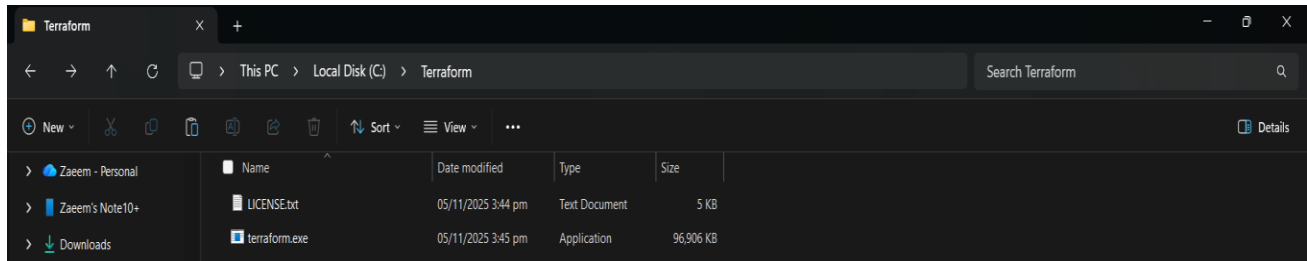 Terraform
This PC > Local Disk (C:) > Terraform
Search Terraform
New
Sort
View
Details
Zaeem - Personal
Zaeem's Note10+
Downloads
Name Date modified Type Size
LICENSE.txt 05/11/2025 3:44 pm Text Document 5 KB
terraform.exe 05/11/2025 3:45 pm Application 96,906 KB